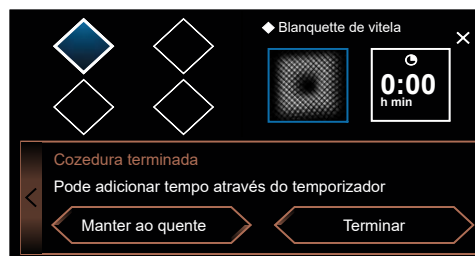 Blanquette de vitela
0:00
h min
Cozedura terminada
Pode adicionar tempo através do temporizador
Manter ao quente
Terminar